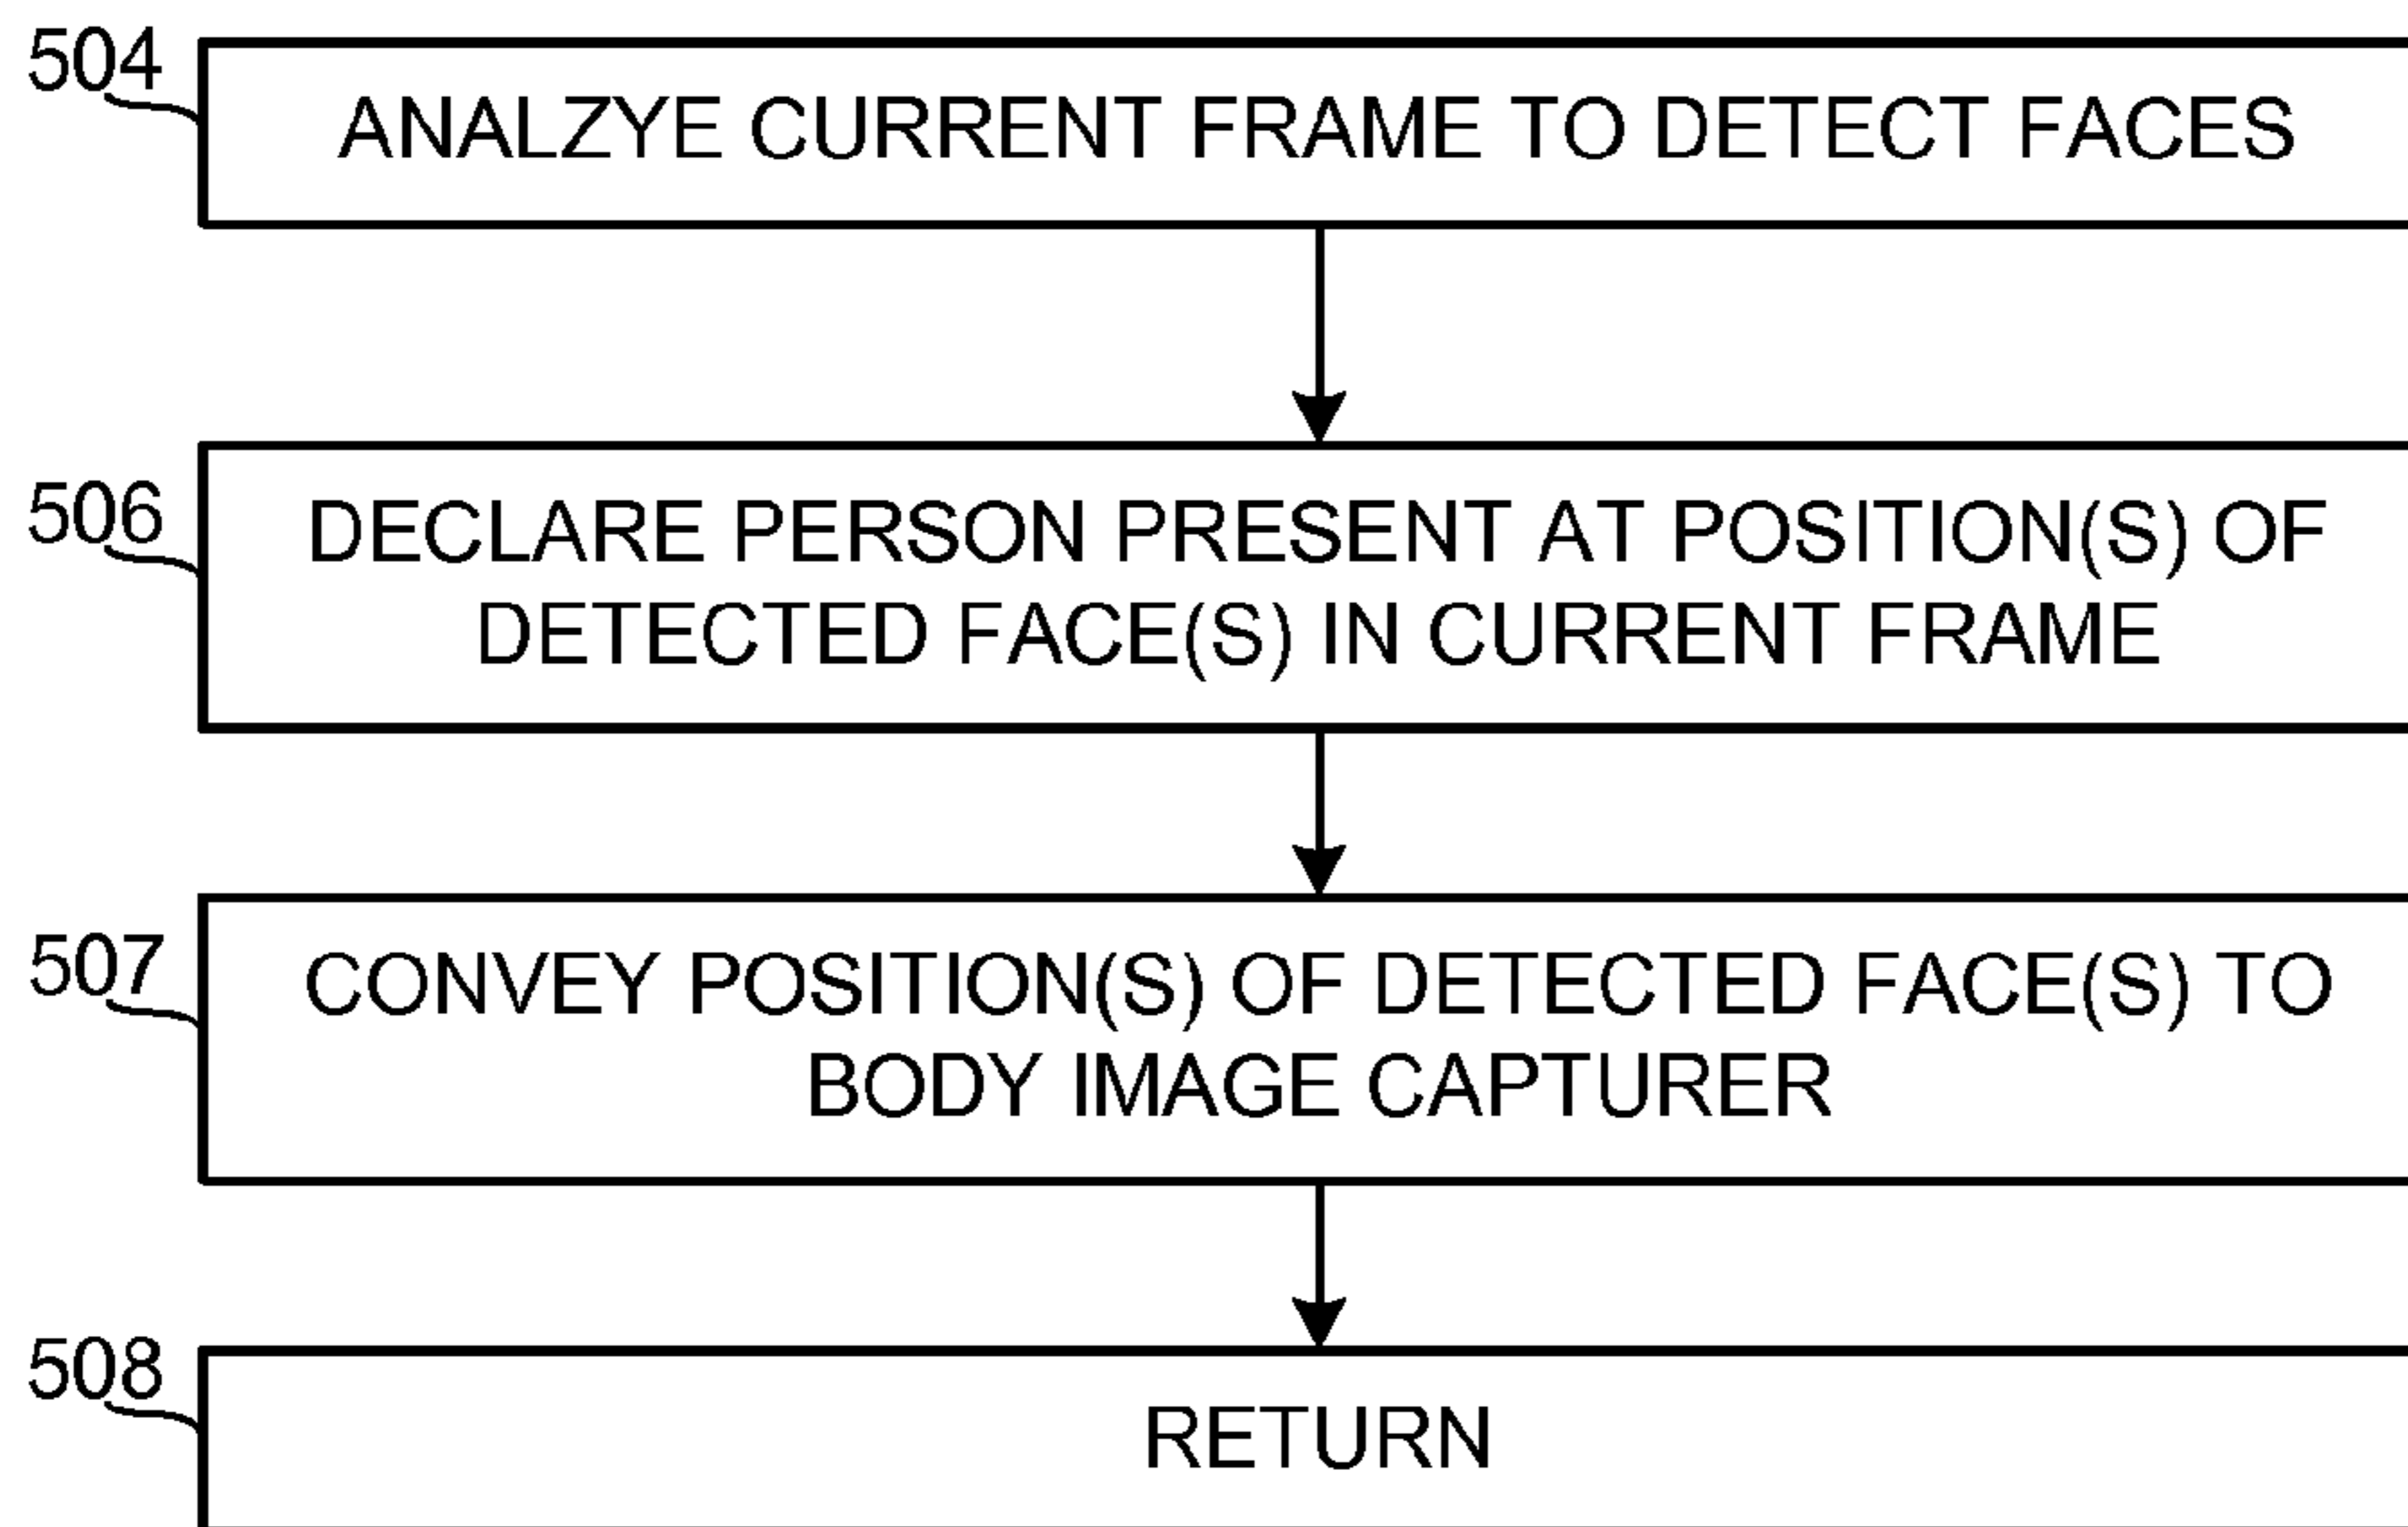 504
ANALZYE CURRENT FRAME TO DETECT FACES
506
DECLARE PERSON PRESENT AT POSITION(S) OF
DETECTED FACE(S) IN CURRENT FRAME
507
CONVEY POSITION(S) OF DETECTED FACE(S) TO
BODY IMAGE CAPTURER
508
RETURN